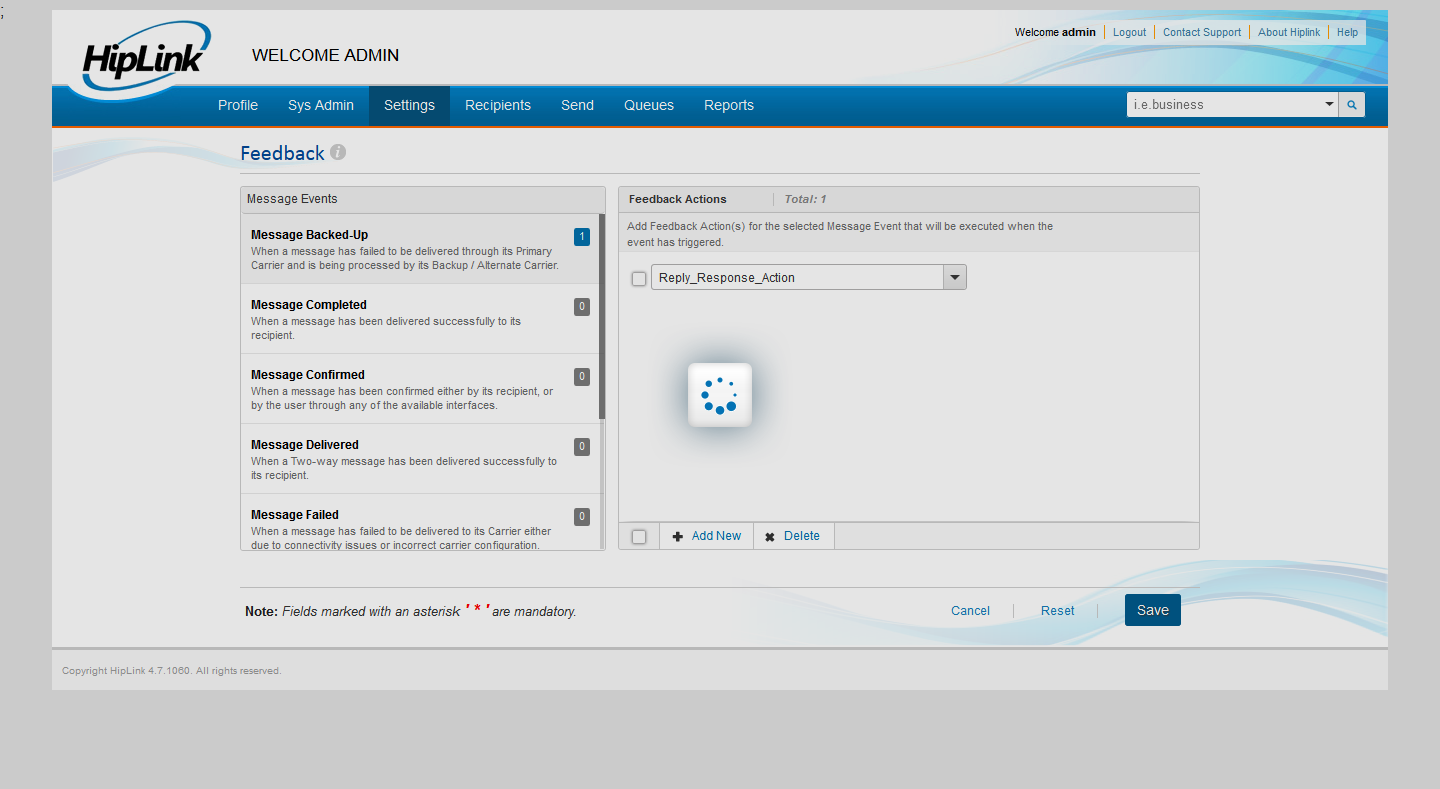 ;
HipLink
WELCOME ADMIN
Welcome admin Logout Contact Support About Hiplink Help
Profile Sys Admin Settings Recipients Send Queues Reports
i.e.business
Feedback i
Message Events
Message Backed-Up 1
When a message has failed to be delivered through its Primary
Carrier and is being processed by its Backup / Alternate Carrier.
Message Completed 0
When a message has been delivered successfully to its
recipient.
Message Confirmed 0
When a message has been confirmed either by its recipient, or
by the user through any of the available interfaces.
Message Delivered 0
When a Two-way message has been delivered successfully to
its recipient.
Message Failed 0
When a message has failed to be delivered to its Carrier either
due to connectivity issues or incorrect carrier configuration.
Feedback Actions Total: 1
Add Feedback Action(s) for the selected Message Event that will be executed when the
event has triggered.
Reply_Response_Action
Add New Delete
Note: Fields marked with an asterisk ' * ' are mandatory.
Cancel Reset Save
Copyright HipLink 4.7.1060. All rights reserved.